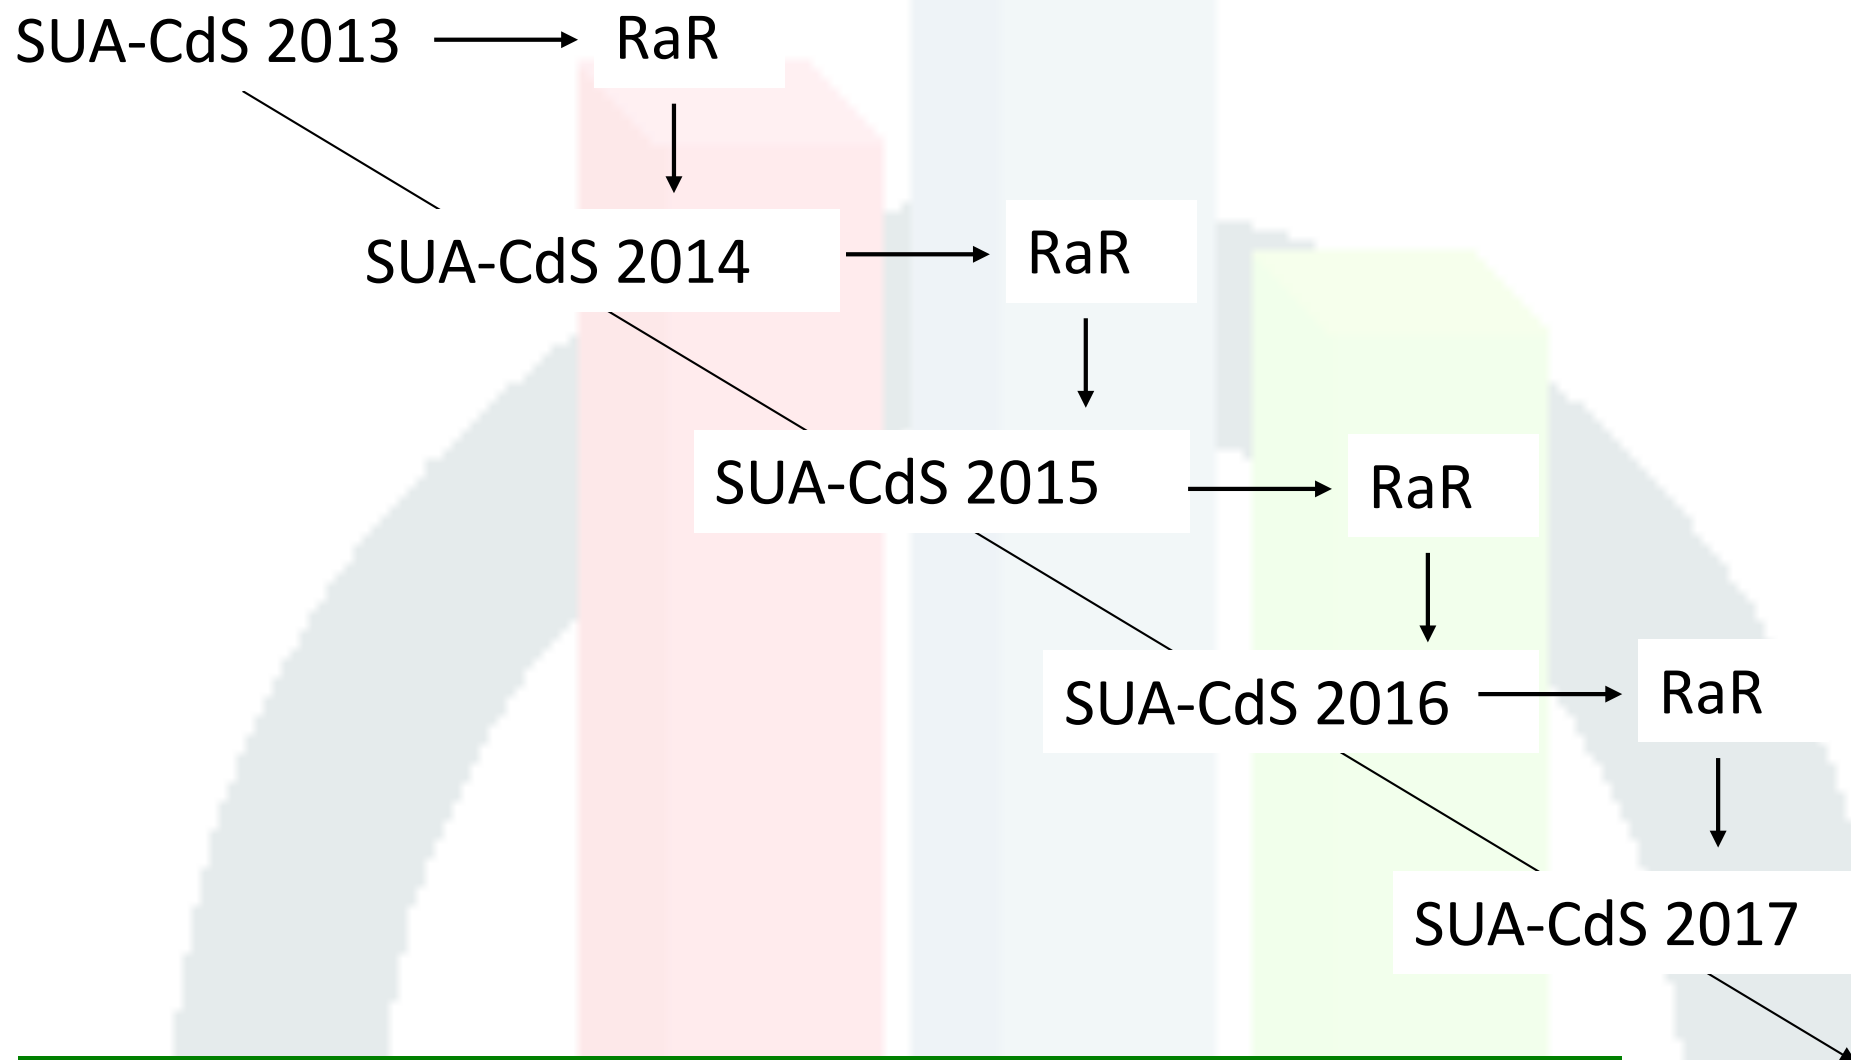 SUA-CdS 2013
RaR
SUA-CdS 2014
RaR
SUA-CdS 2015
RaR
SUA-CdS 2016
RaR
SUA-CdS 2017